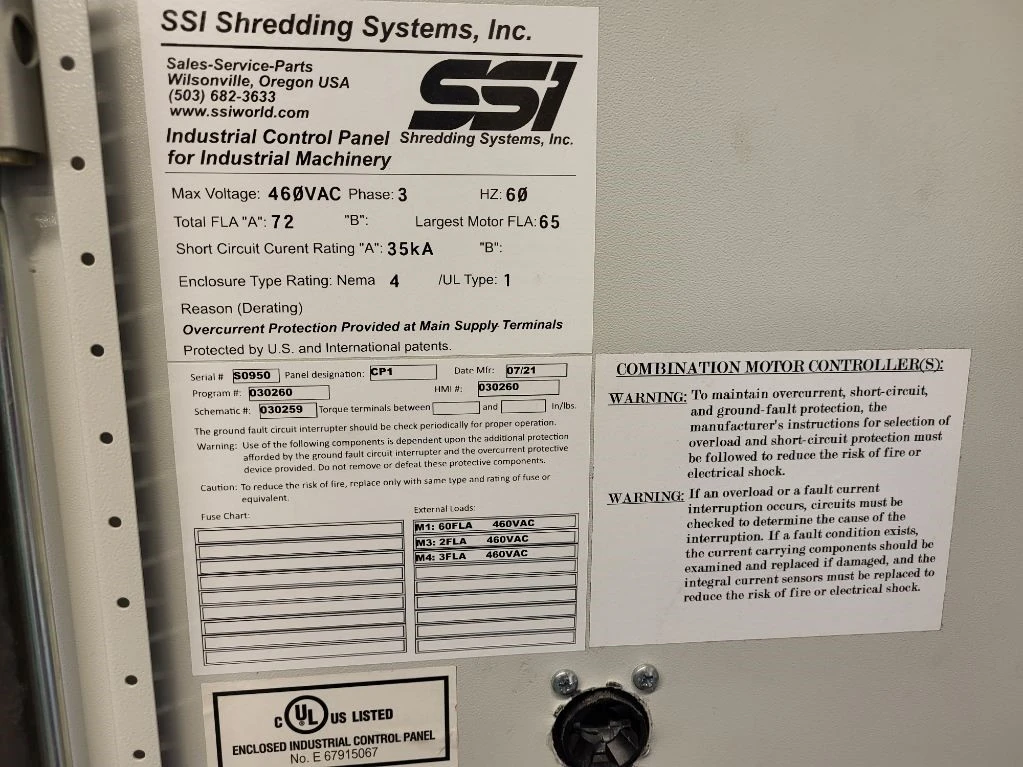 SSI Shredding Systems, Inc.
Sales-Service-Parts
Wilsonville, Oregon USA
(503) 682-3633
www.ssiworld.com
SSI
Shredding Systems, Inc.
Industrial Control Panel
for Industrial Machinery
Max Voltage: 460VAC Phase: 3 HZ: 60
Total FLA "A": 72 "B": Largest Motor FLA: 65
Short Circuit Curent Rating "A": 35kA "B":
Enclosure Type Rating: Nema 4 /UL Type: 1
Reason (Derating)
Overcurrent Protection Provided at Main Supply Terminals
Protected by U.S. and International patents.
Serial # S0950 Panel designation: CP1 Date Mfr: 07/21
Program #: 030260 HMI #: 030260
Schematic #: 030259 Torque terminals between and In/lbs.
The ground fault circuit interrupter should be check periodically for proper operation.
Warning: Use of the following components is dependent upon the additional protection
afforded by the ground fault circuit interrupter and the overcurrent protective
device provided. Do not remove or defeat these protective components.
Caution: To reduce the risk of fire, replace only with same type and rating of fuse or
equivalent.
Fuse Chart:
External Loads:
M1: 60FLA 460VAC
M3: 2FLA 460VAC
M4: 3FLA 460VAC
COMBINATION MOTOR CONTROLLER(S):
WARNING: To maintain overcurrent, short-circuit,
and ground-fault protection, the
manufacturer's instructions for selection of
overload and short-circuit protection must
be followed to reduce the risk of fire or
electrical shock.
WARNING: If an overload or a fault current
interruption occurs, circuits must be
checked to determine the cause of the
interruption. If a fault condition exists,
the current carrying components should be
examined and replaced if damaged, and the
integral current sensors must be replaced to
reduce the risk of fire or electrical shock.
C UL US LISTED
ENCLOSED INDUSTRIAL CONTROL PANEL
No. E 67915067